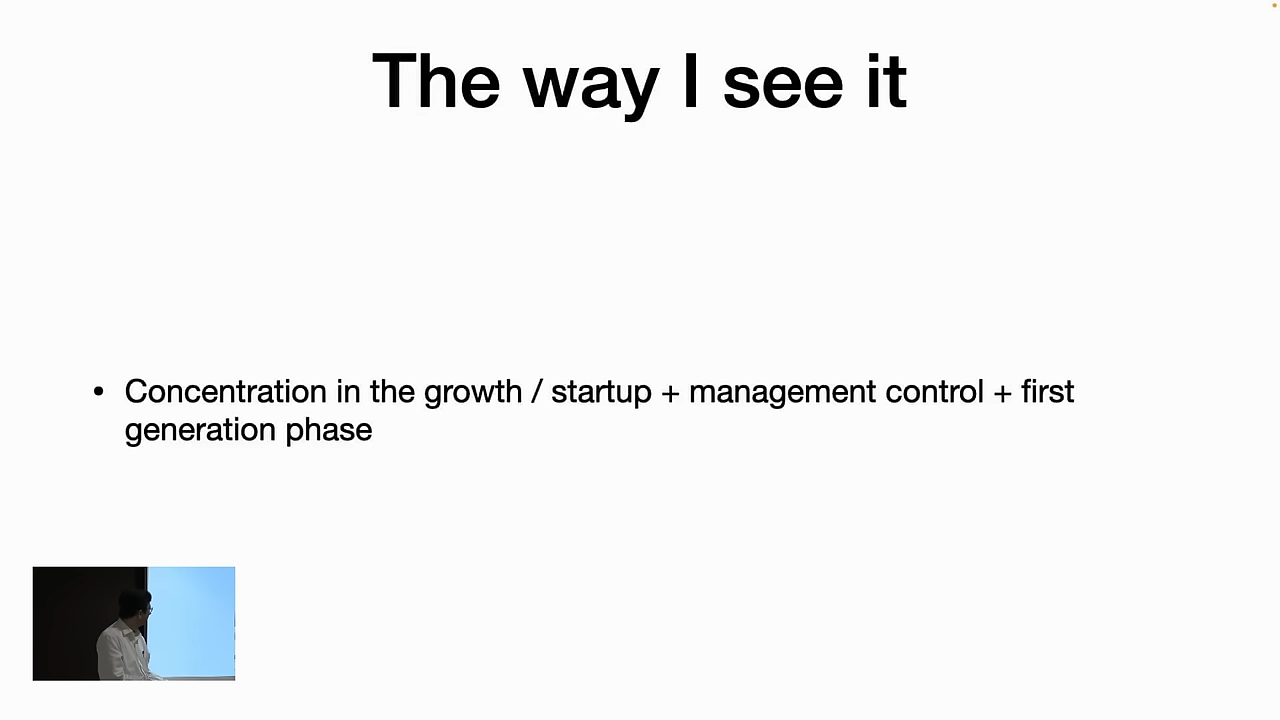 The way I see it
• Concentration in the growth / startup + management control + first
generation phase